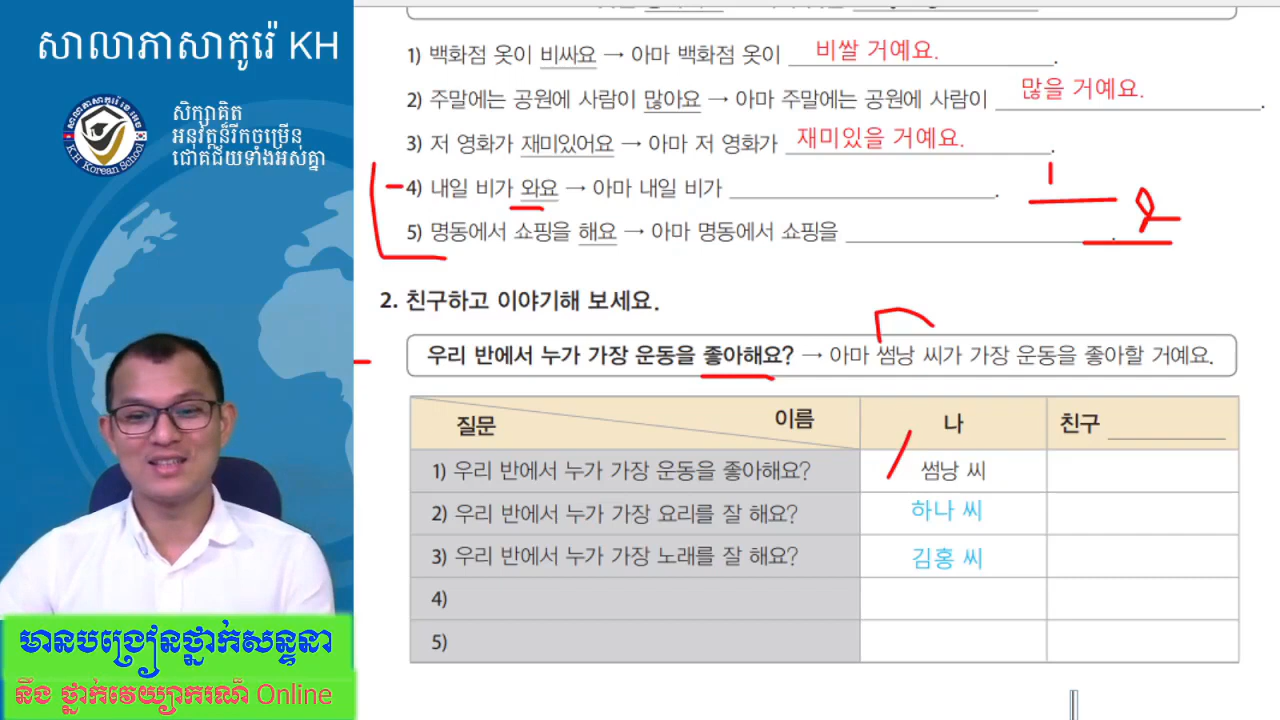 សាលាភាសាកូរ៉េ KH
សិក្សាគិត
អនុវត្តន៏រីកចម្រើន
ជោគជ័យទាំងអស់គ្នា
KH Korean School
1) 백화점 옷이 비싸요 → 아마 백화점 옷이 비쌀 거예요.
2) 주말에는 공원에 사람이 많아요 → 아마 주말에는 공원에 사람이 많을 거예요.
3) 저 영화가 재미있어요 → 아마 저 영화가 재미있을 거예요.
4) 내일 비가 와요 → 아마 내일 비가
5) 명동에서 쇼핑을 해요 → 아마 명동에서 쇼핑을
2. 친구하고 이야기해 보세요.
우리 반에서 누가 가장 운동을 좋아해요? → 아마 썸낭 씨가 가장 운동을 좋아할 거예요.
질문 이름 나 친구
1) 우리 반에서 누가 가장 운동을 좋아해요? 썸낭 씨
2) 우리 반에서 누가 가장 요리를 잘 해요? 하나 씨
3) 우리 반에서 누가 가장 노래를 잘 해요? 김홍 씨
4)
5)
មានបង្រៀនថ្នាក់សន្ទនា
នឹង ថ្នាក់វេយ្យាករណ៏ Online